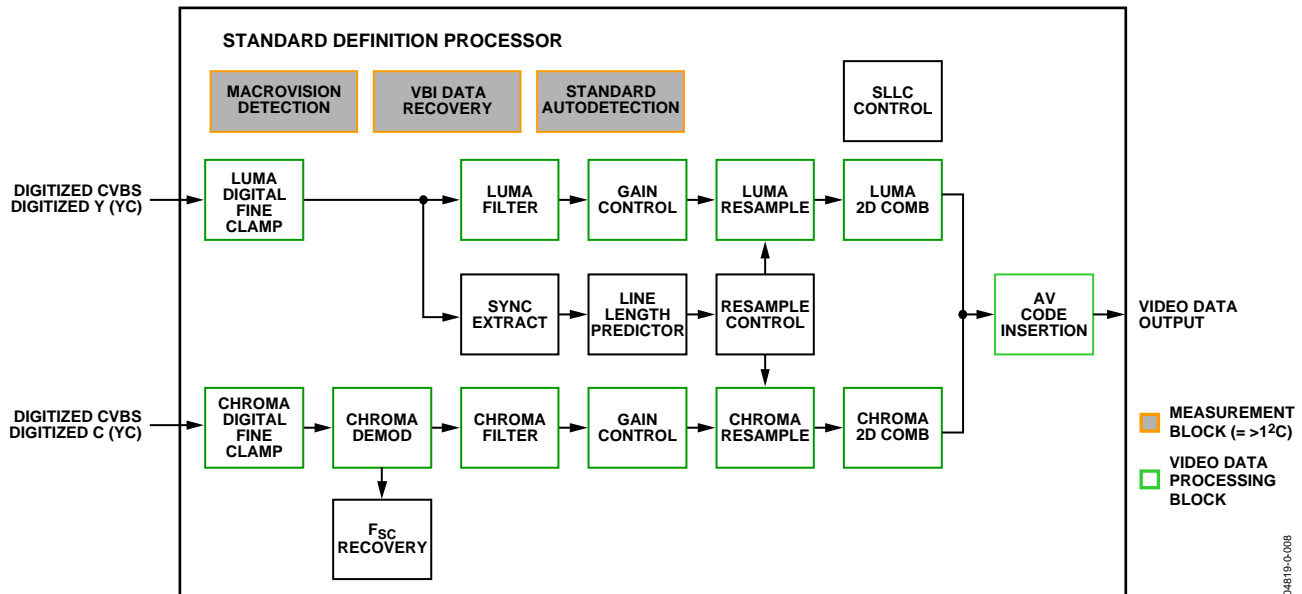 STANDARD DEFINITION PROCESSOR
MACROVISION
DETECTION
VBI DATA
RECOVERY
STANDARD
AUTODETECTION
SLLC
CONTROL
DIGITIZED CVBS
DIGITIZED Y (YC)
LUMA
DIGITAL
FINE
CLAMP
LUMA
FILTER
GAIN
CONTROL
LUMA
RESAMPLE
LUMA
2D COMB
SYNC
EXTRACT
LINE
LENGTH
PREDICTOR
RESAMPLE
CONTROL
AV
CODE
INSERTION
VIDEO DATA
OUTPUT
DIGITIZED CVBS
DIGITIZED C (YC)
CHROMA
DIGITAL
FINE
CLAMP
CHROMA
DEMOD
CHROMA
FILTER
GAIN
CONTROL
CHROMA
RESAMPLE
CHROMA
2D COMB
FSC
RECOVERY
MEASUREMENT
BLOCK (= >1²C)
VIDEO DATA
PROCESSING
BLOCK
04819-0-008